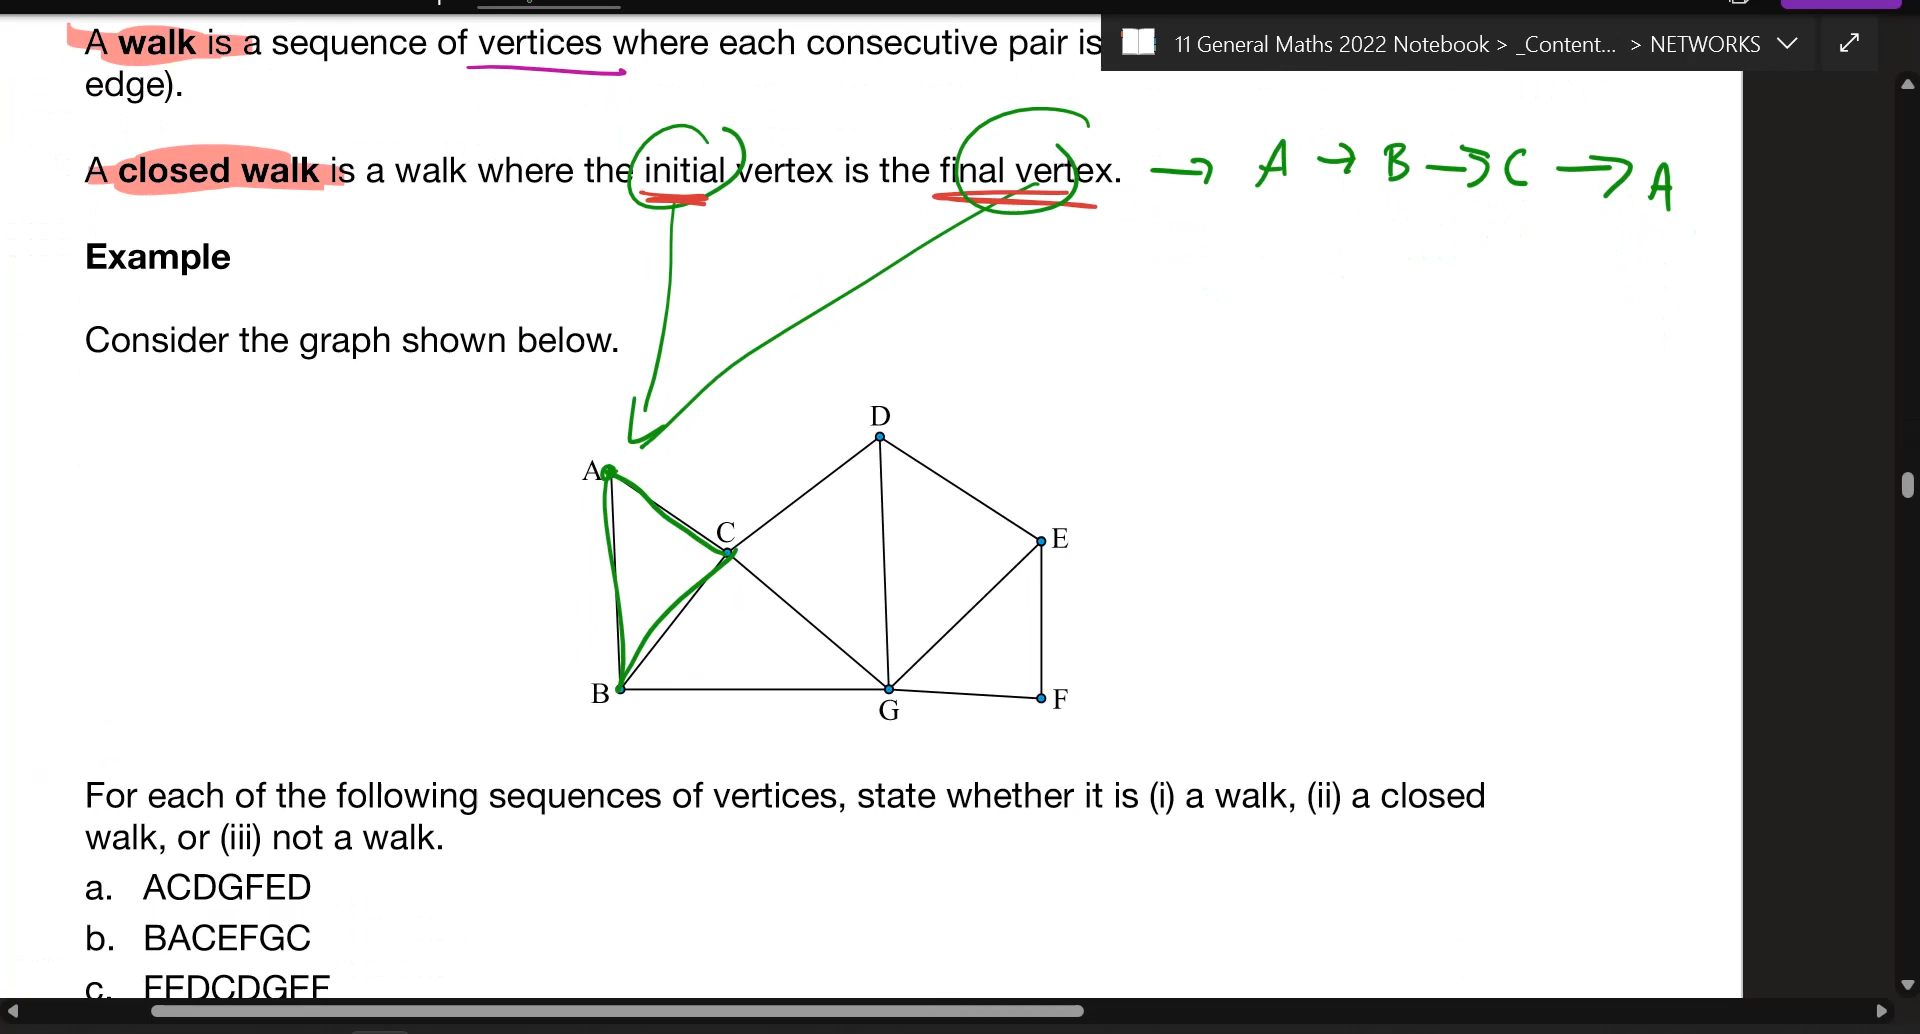 A walk is a sequence of vertices where each consecutive pair is
11 General Maths 2022 Notebook > _Content... > NETWORKS
edge).
A closed walk is a walk where the initial vertex is the final vertex. → A → B → C → A
Example
Consider the graph shown below.
D
A
C
E
B
G
F
For each of the following sequences of vertices, state whether it is (i) a walk, (ii) a closed
walk, or (iii) not a walk.
a. ACDGFED
b. BACEFGC
c.